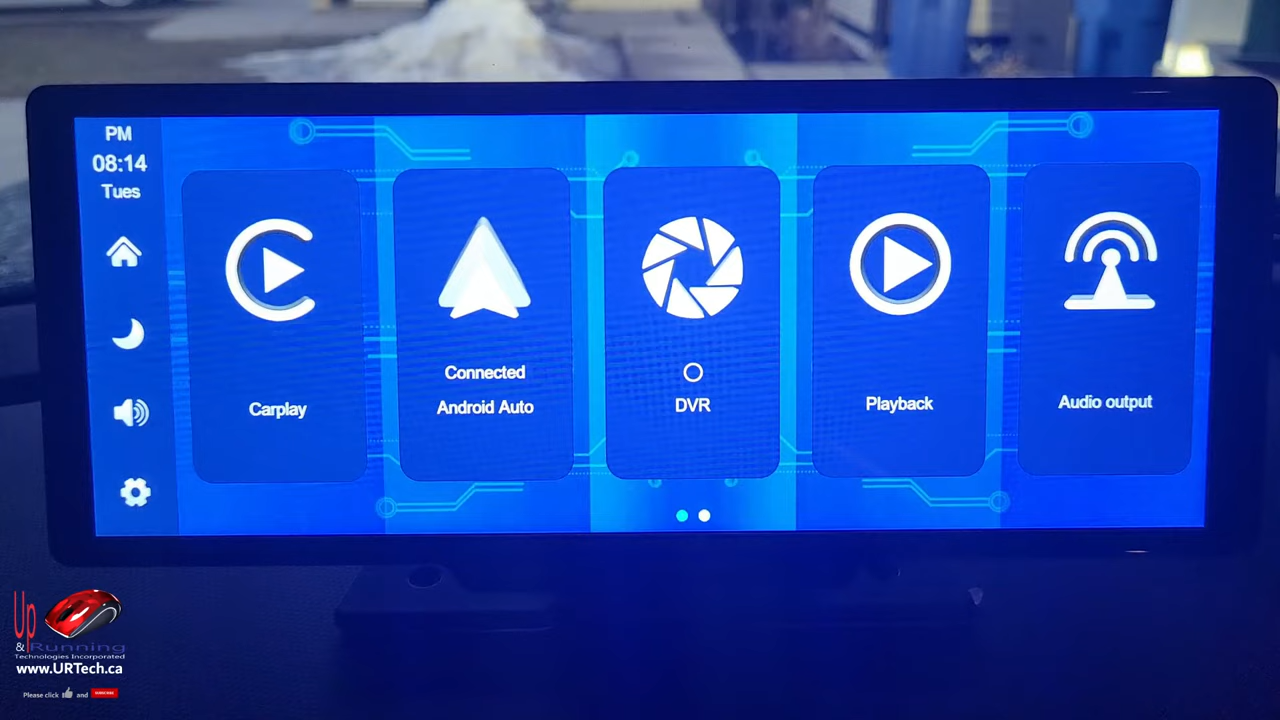 PM
08:14
Tues
Carplay
Connected
Android Auto
DVR
Playback
Audio output
Up
& Running
Technologies Incorporated
www.URTech.ca
Please click and SUBSCRIBE